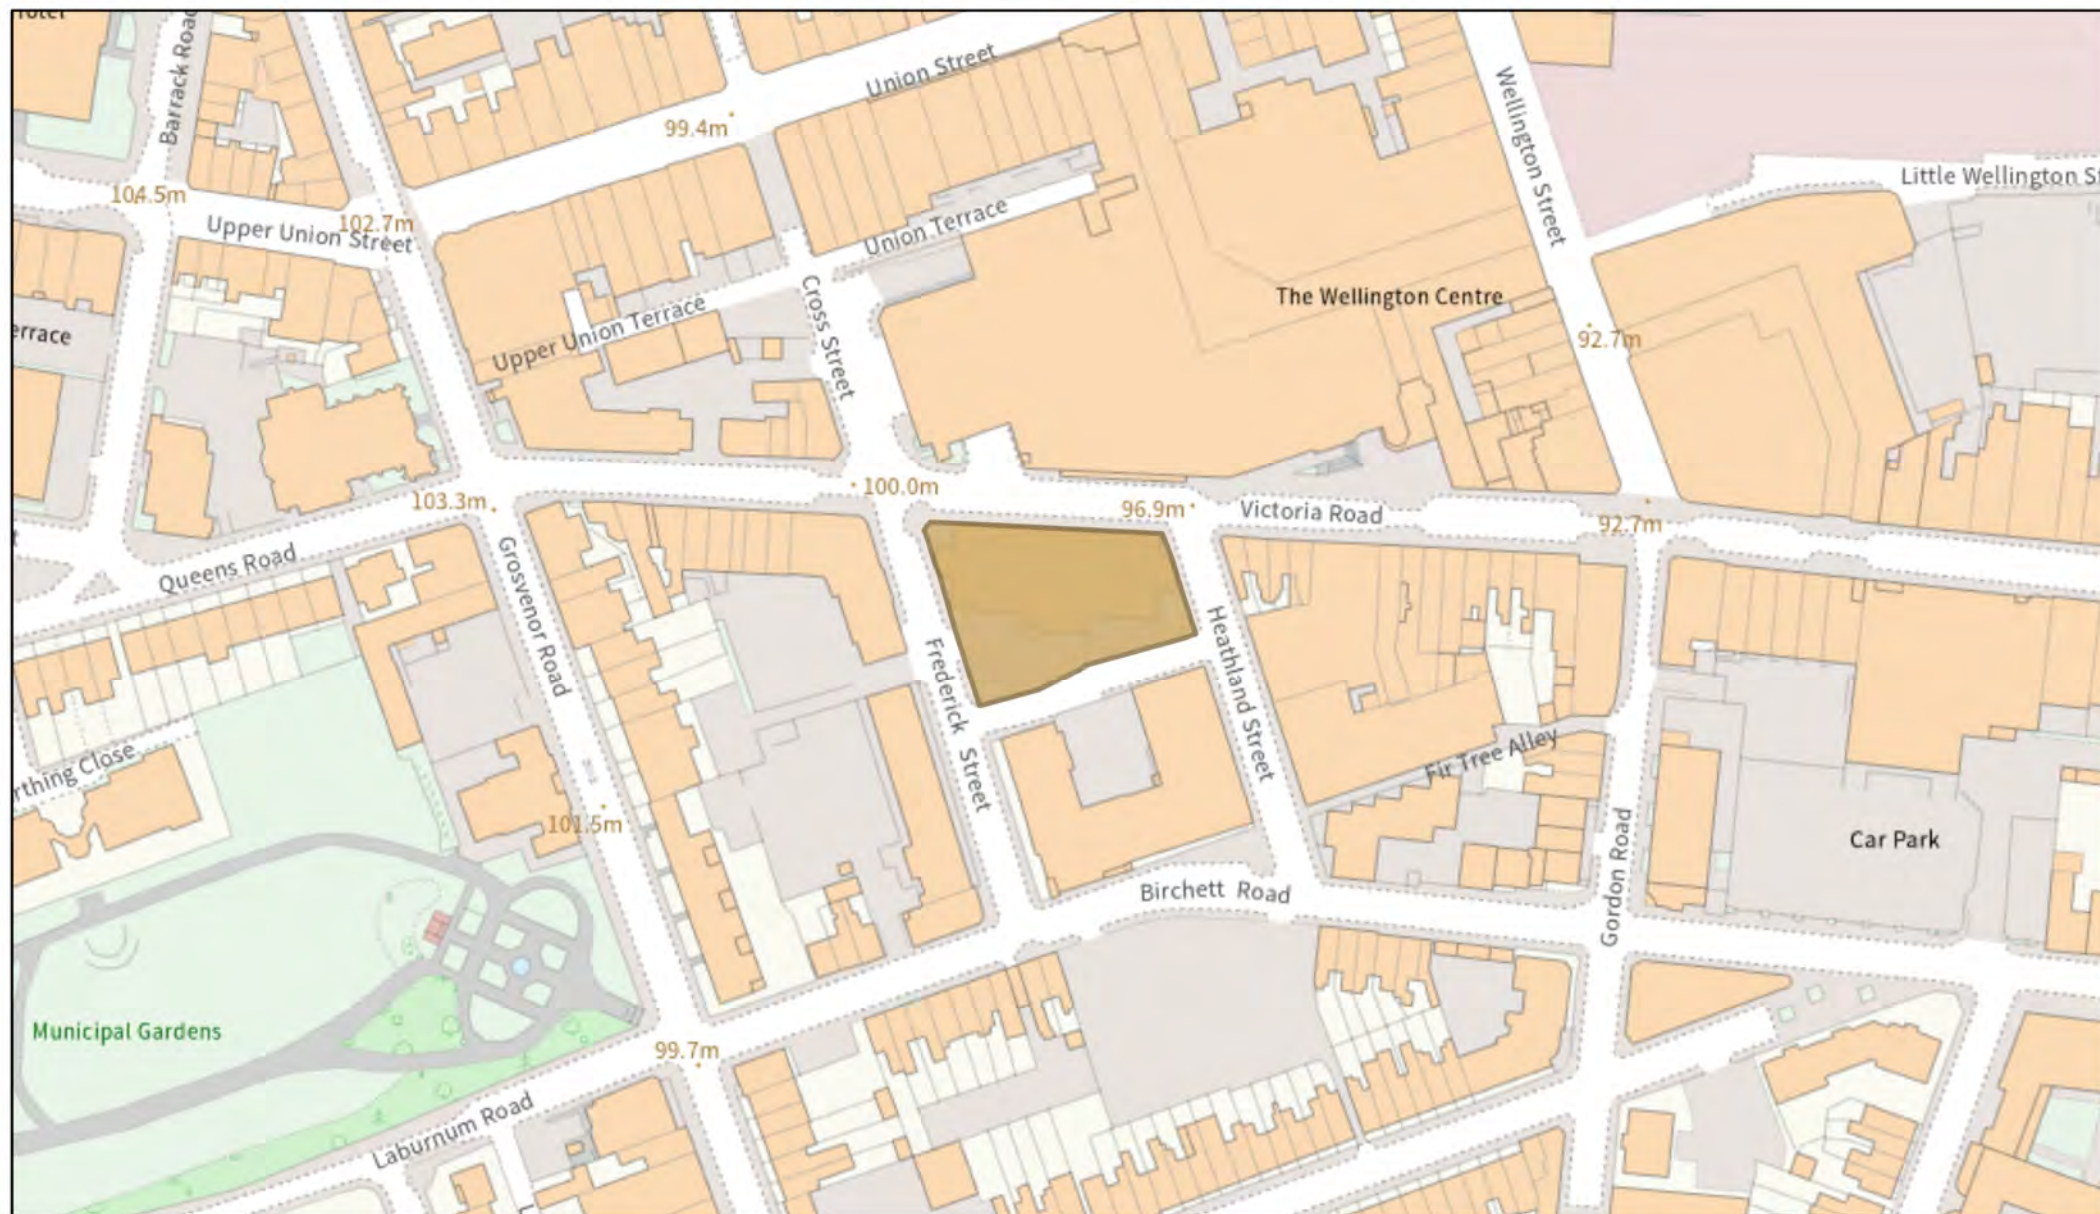 Barrack Road
Union Street
99.4m
Wellington Street
Little Wellington
104.5m
102.7m
Upper Union Street
Union Terrace
Cross Street
Upper Union Terrace
The Wellington Centre
92.7m
errace
103.3m
100.0m
96.9m
Victoria Road
92.7m
Queens Road
Grosvenor Road
Frederick Street
Heathland Street
Fir Tree Alley
rthing Close
101.5m
Gordon Road
Car Park
Birchett Road
Municipal Gardens
99.7m
Laburnum Road